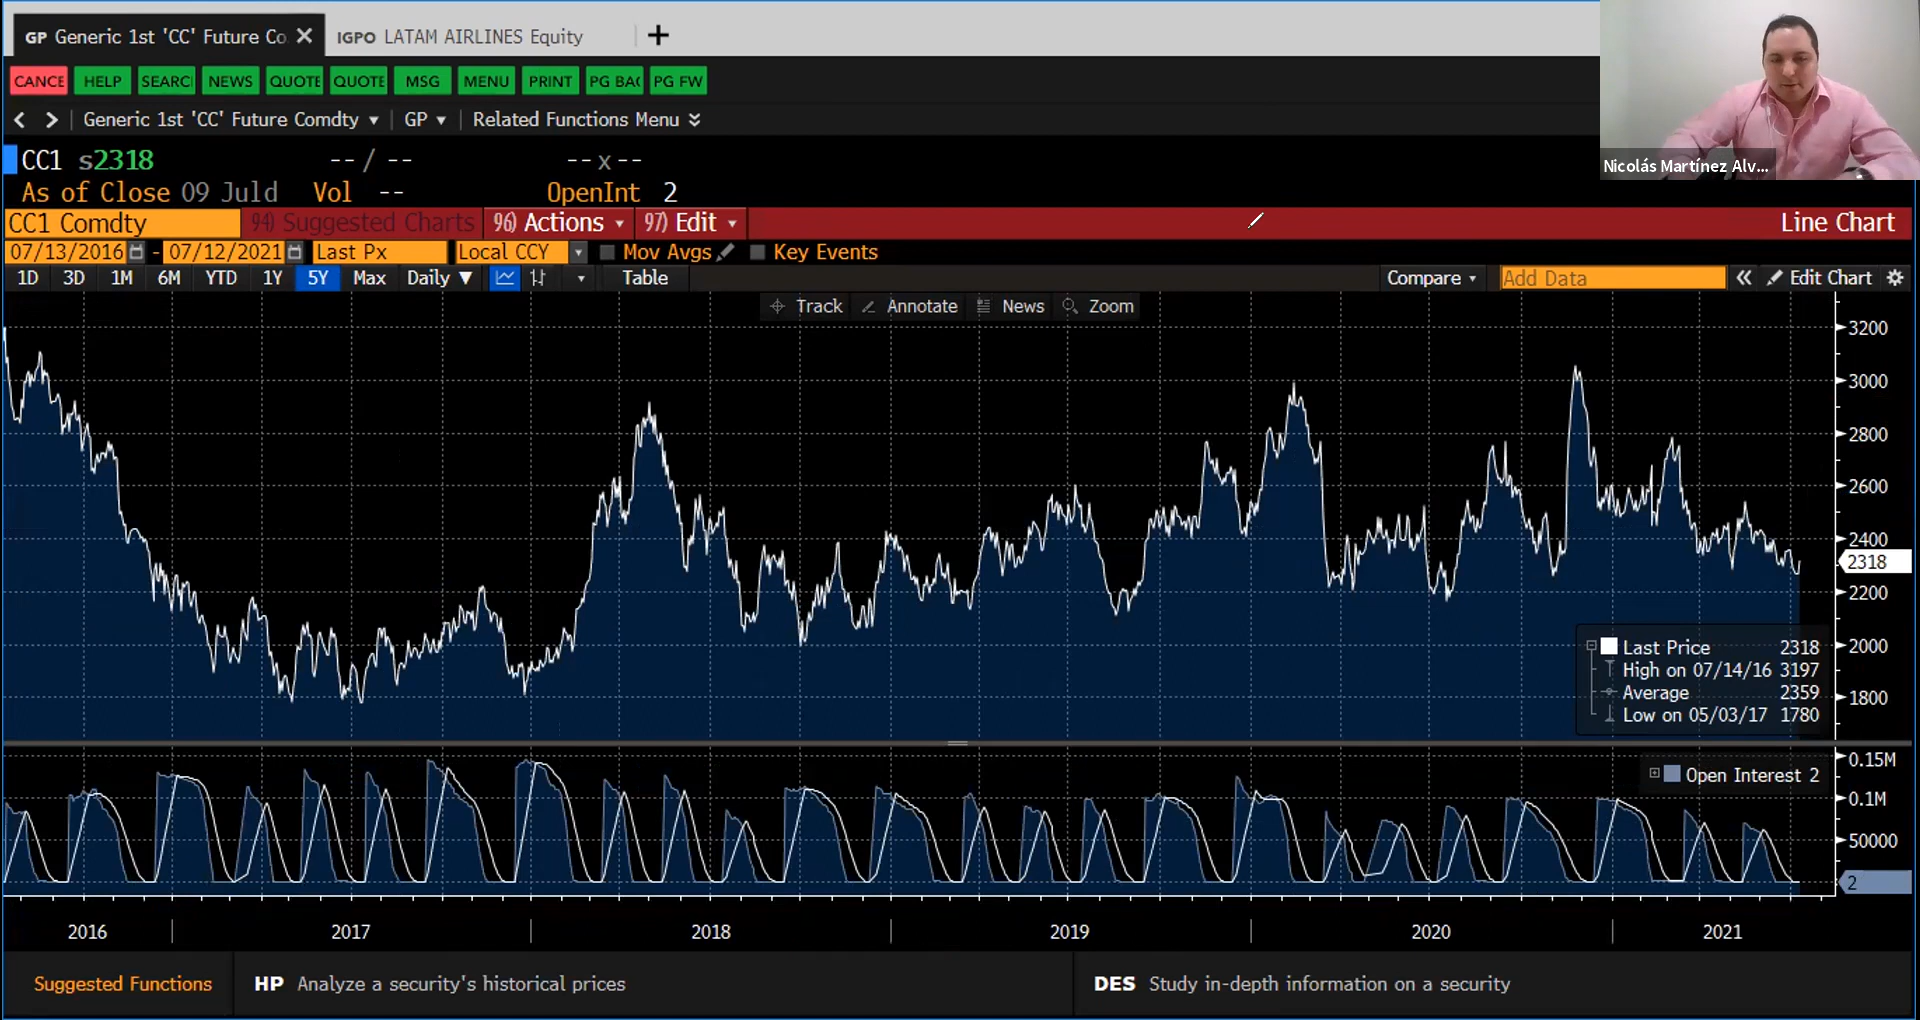 GP Generic 1st 'CC' Future Co. IGPO LATAM AIRLINES Equity
CANCE HELP SEARC NEWS QUOTE QUOTE MSG MENU PRINT PG BAC PG FW
Generic 1st 'CC' Future Comdty GP Related Functions Menu
CC1 s2318 -- / -- -- x --
Nicolás Martínez Alv...
As of Close 09 Juld Vol -- OpenInt 2
CC1 Comdty 94) Suggested Charts 96) Actions 97) Edit Line Chart
07/13/2016 - 07/12/2021 Last Px Local CCY Mov Avgs Key Events
1D 3D 1M 6M YTD 1Y 5Y Max Daily Table Compare Add Data Edit Chart
Track Annotate News Zoom
3200
3000
2800
2600
2400
2318
2200
2000
1800
Last Price 2318
High on 07/14/16 3197
Average 2359
Low on 05/03/17 1780
0.15M
Open Interest 2
0.1M
50000
2
2016 2017 2018 2019 2020 2021
Suggested Functions HP Analyze a security's historical prices DES Study in-depth information on a security